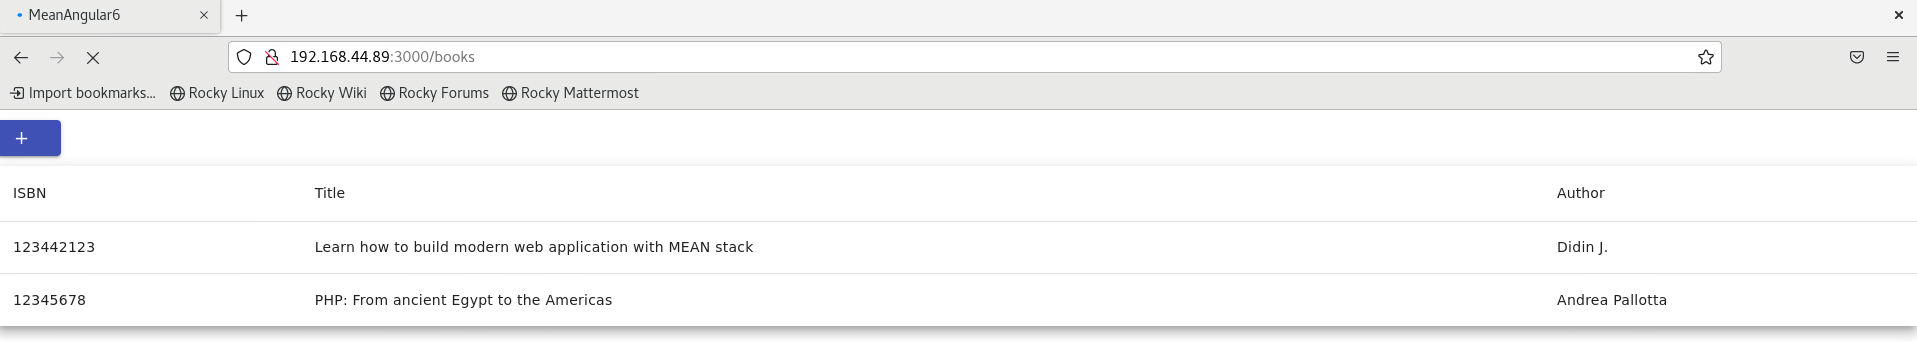 MeanAngular6
192.168.44.89:3000/books
Import bookmarks... Rocky Linux Rocky Wiki Rocky Forums Rocky Mattermost
+
ISBN Title Author
123442123 Learn how to build modern web application with MEAN stack Didin J.
12345678 PHP: From ancient Egypt to the Americas Andrea Pallotta